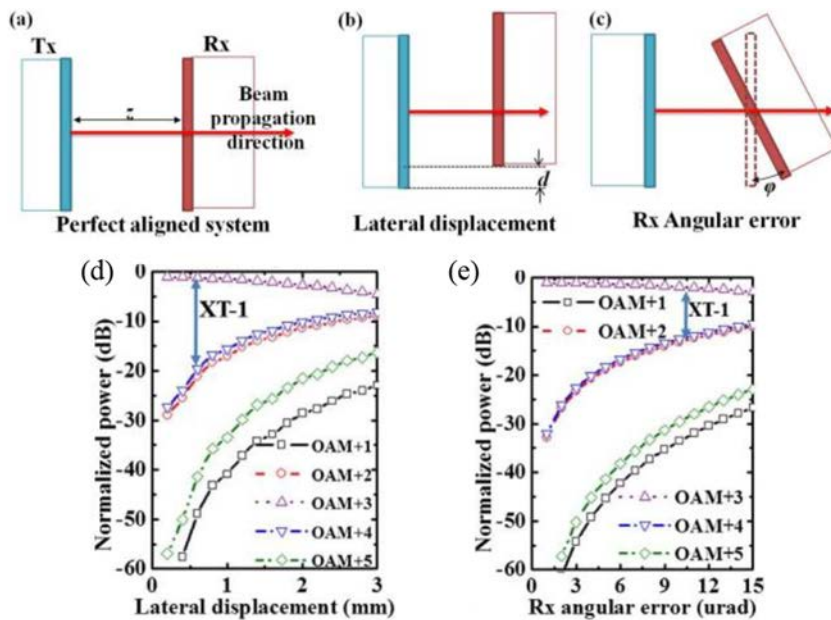 (a)
Tx
Rx
z
Beam
propagation
direction
Perfect aligned system
(b)
d
Lateral displacement
(c)
φ
Rx Angular error
(d)
Normalized power (dB)
0
-10
-20
-30
-40
-50
-60
XT-1
OAM+1
OAM+2
OAM+3
OAM+4
OAM+5
0
1
2
3
Lateral displacement (mm)
(e)
Normalized power (dB)
0
-10
-20
-30
-40
-50
-60
OAM+1
OAM+2
XT-1
OAM+3
OAM+4
OAM+5
0
3
6
9
12
15
Rx angular error (urad)